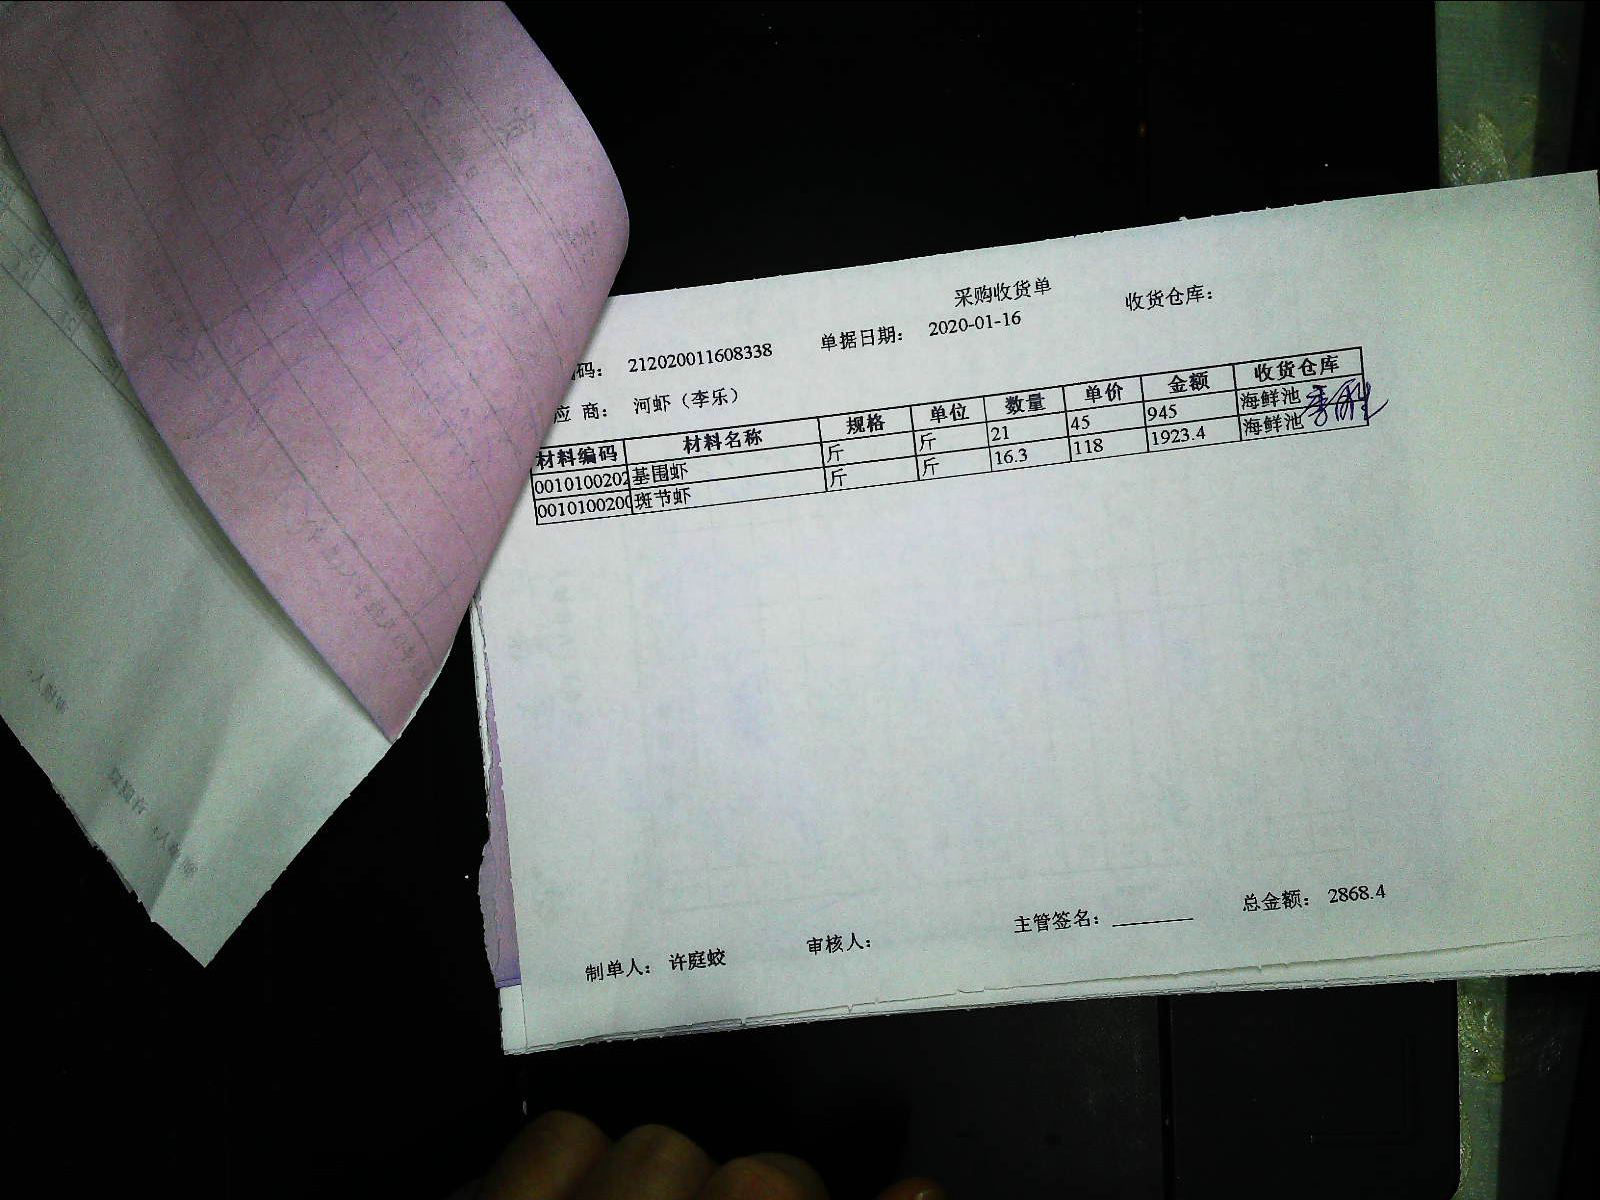 采购收货单
码： 212020011608338 单据日期： 2020-01-16 收货仓库：
应 商： 河虾（李乐）
材料编码 材料名称 规格 单位 数量 单价 金额 收货仓库
0010100202 基围虾 斤 斤 21 45 945 海鲜池
0010100200 斑节虾 斤 斤 16.3 118 1923.4 海鲜池
制单人： 许庭蛟 审核人： 主管签名： 总金额： 2868.4